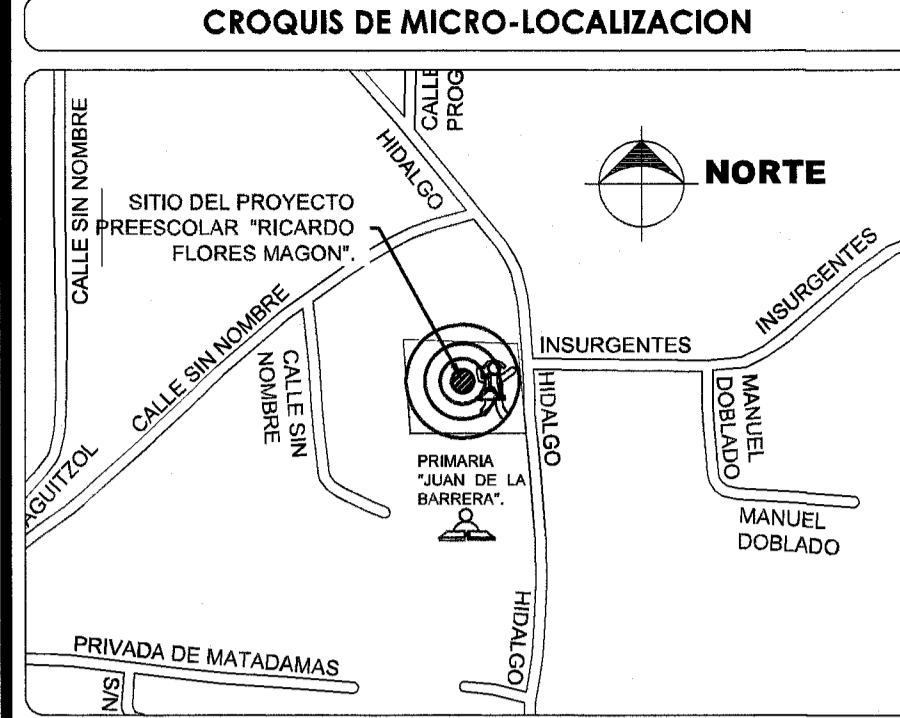 CROQUIS DE MICRO-LOCALIZACION
CALLE SIN NOMBRE
CALLE
PROG
HIDALGO
NORTE
SITIO DEL PROYECTO
PREESCOLAR "RICARDO
FLORES MAGON".
INSURGENTES
INSURGENTES
CALLE SIN NOMBRE
CALLE SIN
NOMBRE
HIDALGO
MANUEL
DOBLADO
AGUITZOL
PRIMARIA
"JUAN DE LA
BARRERA".
MANUEL
DOBLADO
HIDALGO
PRIVADA DE MATADAMAS
S/N